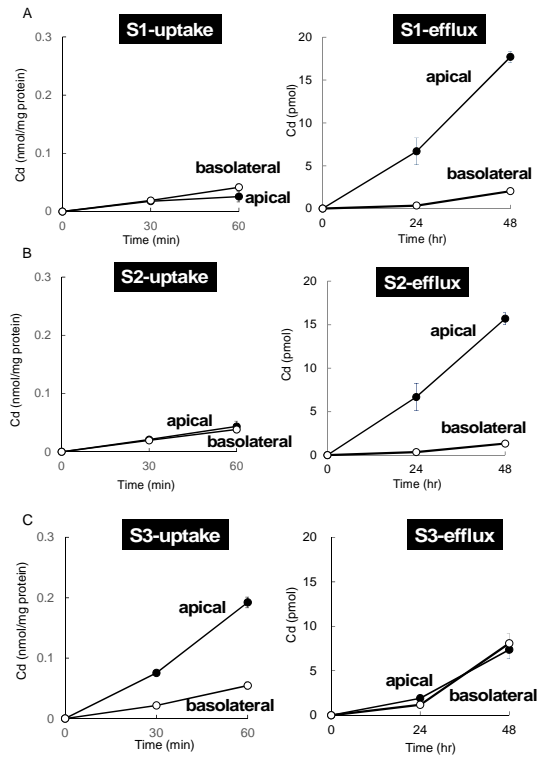 A
S1-uptake
S1-efflux
Cd (nmol/mg protein)
0.3
0.2
0.1
0
0
30
60
Time (min)
basolateral
apical
Cd (pmol)
20
15
10
5
0
0
24
48
Time (hr)
apical
basolateral
B
S2-uptake
S2-efflux
Cd (nmol/mg protein)
0.3
0.2
0.1
0
0
30
60
Time (min)
apical
basolateral
Cd (pmol)
20
15
10
5
0
0
24
48
Time (hr)
apical
basolateral
C
S3-uptake
S3-efflux
Cd (nmol/mg protein)
0.3
0.2
0.1
0
0
30
60
Time (min)
apical
basolateral
Cd (pmol)
20
15
10
5
0
0
24
48
Time (hr)
apical
basolateral